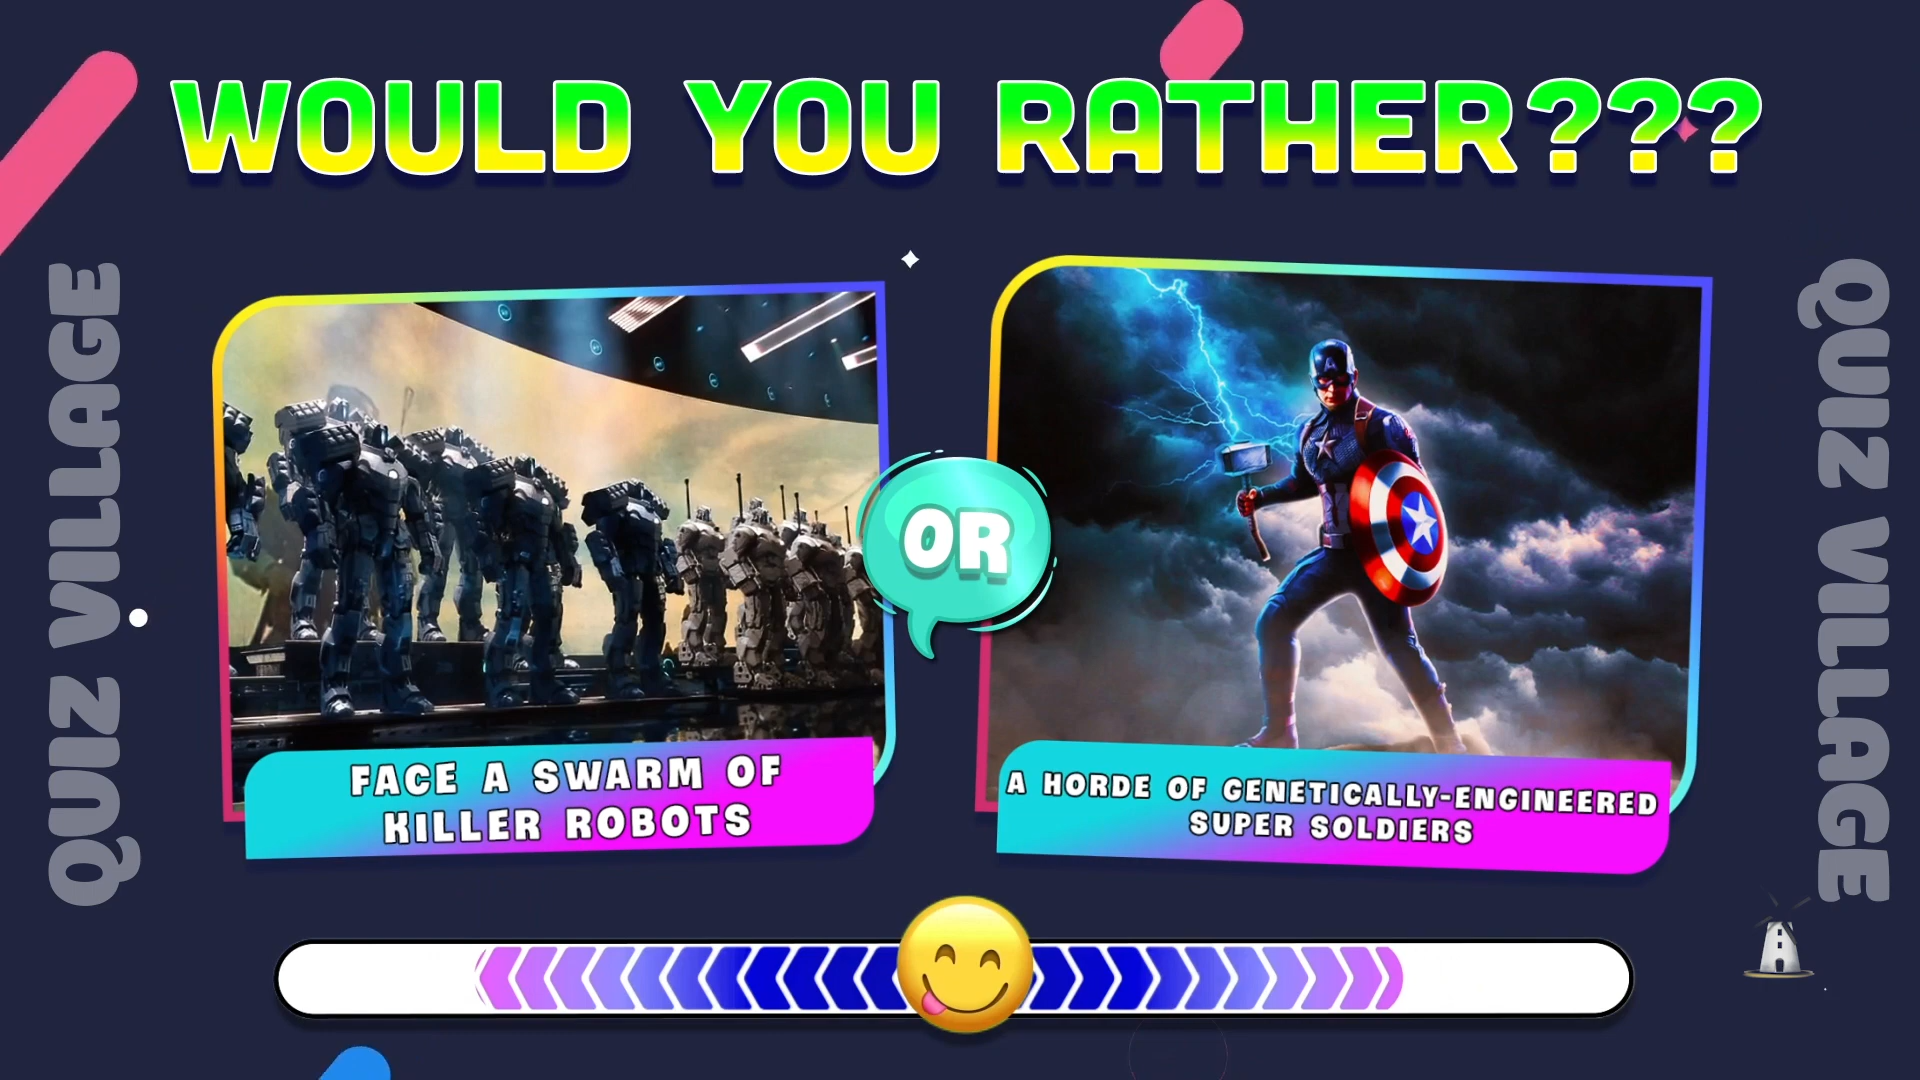 WOULD YOU RATHER???
QUIZ VILLAGE
OR
FACE A SWARM OF
KILLER ROBOTS
A HORDE OF GENETICALLY-ENGINEERED
SUPER SOLDIERS
QUIZ VILLAGE